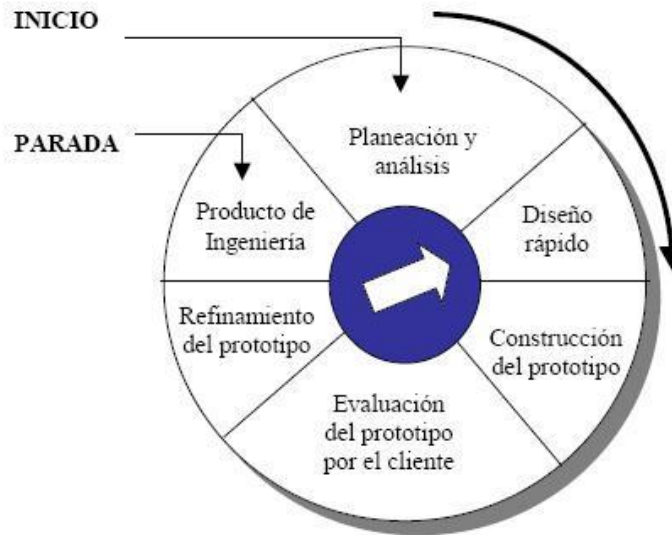 INICIO
PARADA
Planeación y
análisis
Diseño
rápido
Construcción
del prototipo
Evaluación
del prototipo
por el cliente
Refinamiento
del prototipo
Producto de
Ingeniería